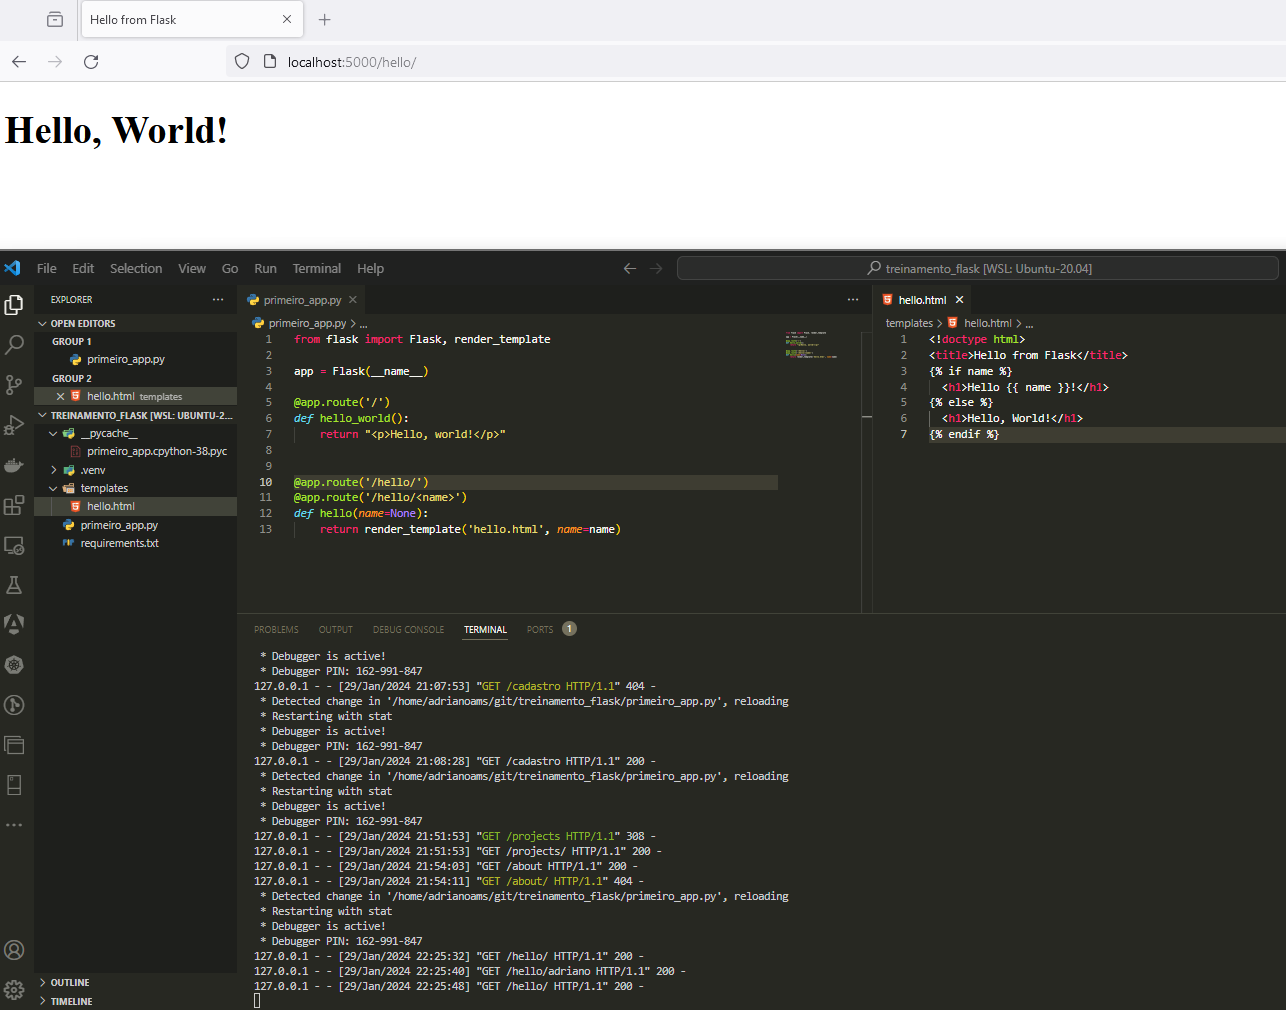 Hello from Flask
localhost:5000/hello/
Hello, World!
File Edit Selection View Go Run Terminal Help
treinamento_flask [WSL: Ubuntu-20.04]
EXPLORER
OPEN EDITORS
GROUP 1
primeiro_app.py
GROUP 2
hello.html templates
TREINAMENTO_FLASK [WSL: UBUNTU-2...
__pycache__
primeiro_app.cpython-38.pyc
.venv
templates
hello.html
primeiro_app.py
requirements.txt
OUTLINE
TIMELINE
primeiro_app.py
primeiro_app.py > ...
1 from flask import Flask, render_template
2
3 app = Flask(__name__)
4
5 @app.route('/')
6 def hello_world():
7 return "<p>Hello, world!</p>"
8
9
10 @app.route('/hello/')
11 @app.route('/hello/<name>')
12 def hello(name=None):
13 return render_template('hello.html', name=name)
hello.html
templates > hello.html > ...
1 <!doctype html>
2 <title>Hello from Flask</title>
3 {% if name %}
4 <h1>Hello {{ name }}!</h1>
5 {% else %}
6 <h1>Hello, World!</h1>
7 {% endif %}
PROBLEMS OUTPUT DEBUG CONSOLE TERMINAL PORTS 1
* Debugger is active!
* Debugger PIN: 162-991-847
127.0.0.1 - - [29/Jan/2024 21:07:53] "GET /cadastro HTTP/1.1" 404 -
* Detected change in '/home/adrianoams/git/treinamento_flask/primeiro_app.py', reloading
* Restarting with stat
* Debugger is active!
* Debugger PIN: 162-991-847
127.0.0.1 - - [29/Jan/2024 21:08:28] "GET /cadastro HTTP/1.1" 200 -
* Detected change in '/home/adrianoams/git/treinamento_flask/primeiro_app.py', reloading
* Restarting with stat
* Debugger is active!
* Debugger PIN: 162-991-847
127.0.0.1 - - [29/Jan/2024 21:51:53] "GET /projects HTTP/1.1" 308 -
127.0.0.1 - - [29/Jan/2024 21:51:53] "GET /projects/ HTTP/1.1" 200 -
127.0.0.1 - - [29/Jan/2024 21:54:03] "GET /about HTTP/1.1" 200 -
127.0.0.1 - - [29/Jan/2024 21:54:11] "GET /about/ HTTP/1.1" 404 -
* Detected change in '/home/adrianoams/git/treinamento_flask/primeiro_app.py', reloading
* Restarting with stat
* Debugger is active!
* Debugger PIN: 162-991-847
127.0.0.1 - - [29/Jan/2024 22:25:32] "GET /hello/ HTTP/1.1" 200 -
127.0.0.1 - - [29/Jan/2024 22:25:40] "GET /hello/adriano HTTP/1.1" 200 -
127.0.0.1 - - [29/Jan/2024 22:25:48] "GET /hello/ HTTP/1.1" 200 -